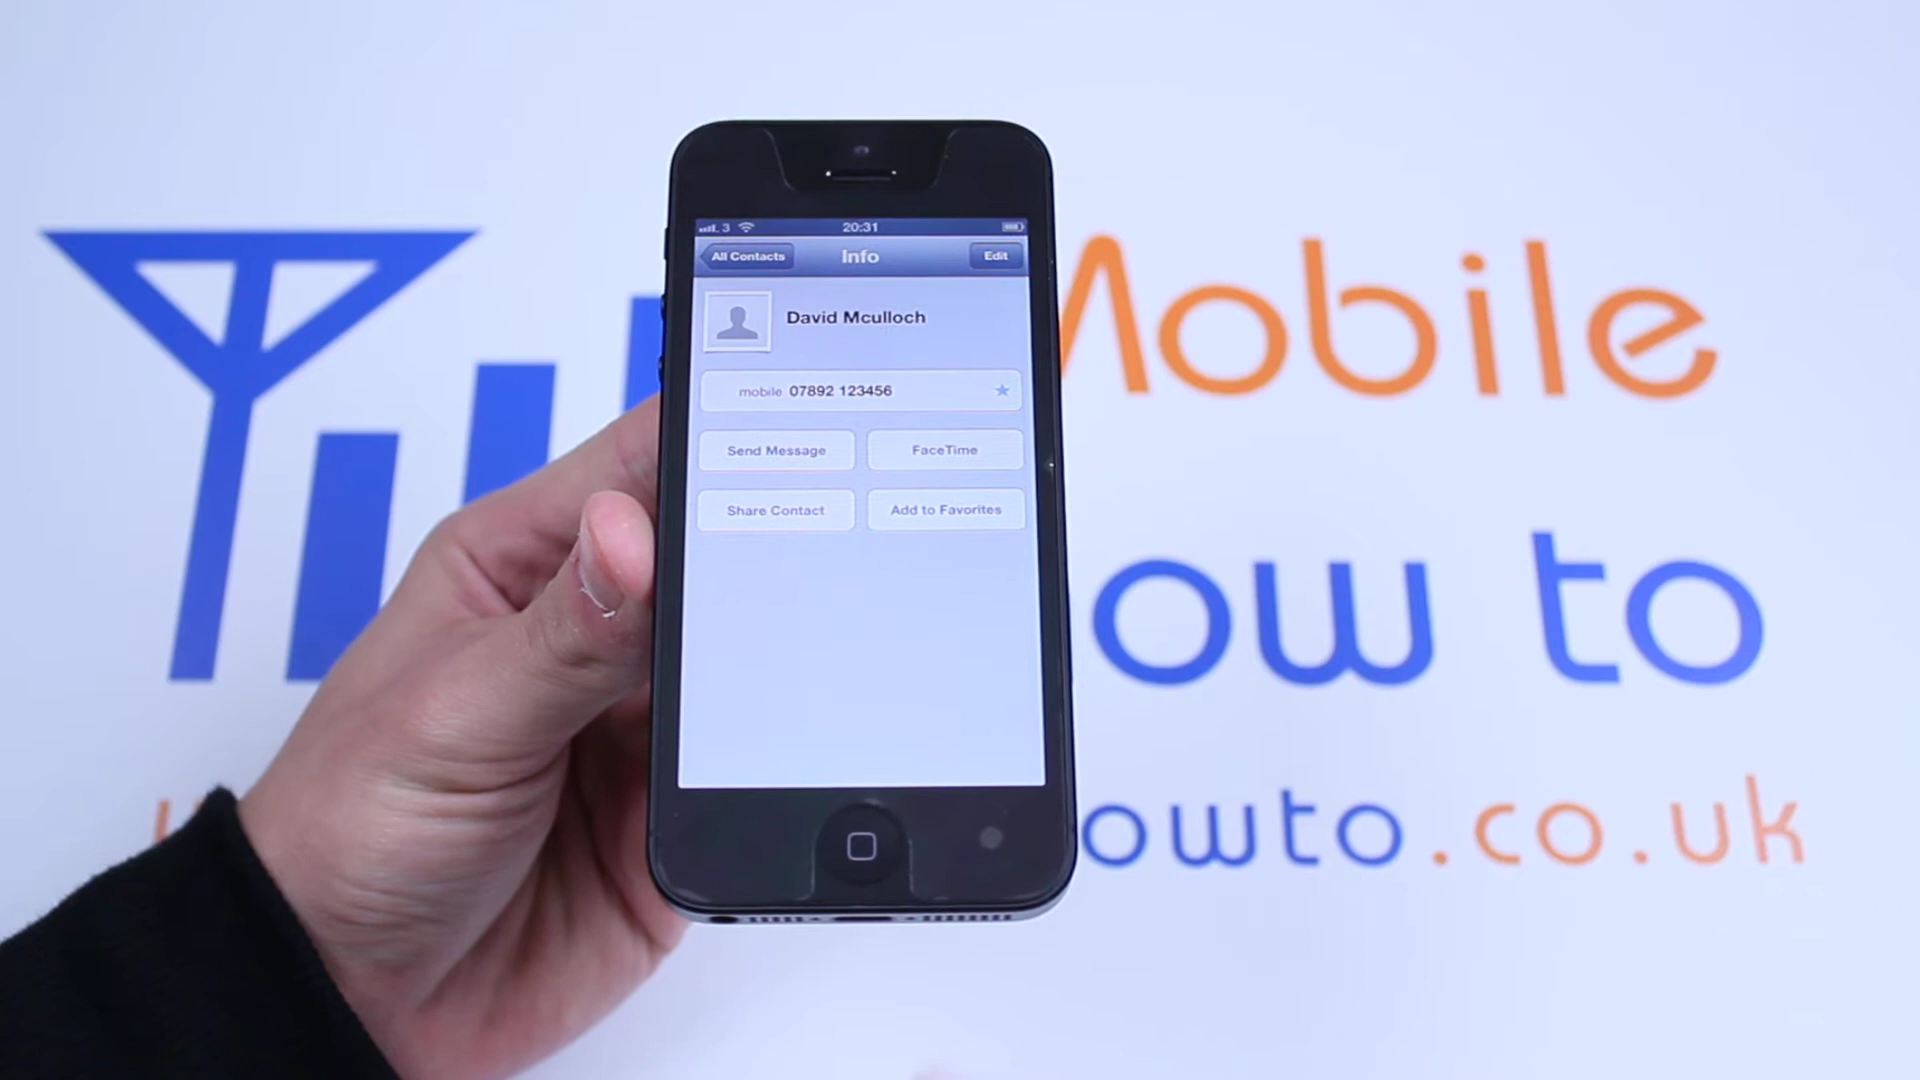 3 20:31
All Contacts Info Edit
David Mculloch
mobile 07892 123456
Send Message FaceTime
Share Contact Add to Favorites
Mobile
ow to
owto.co.uk